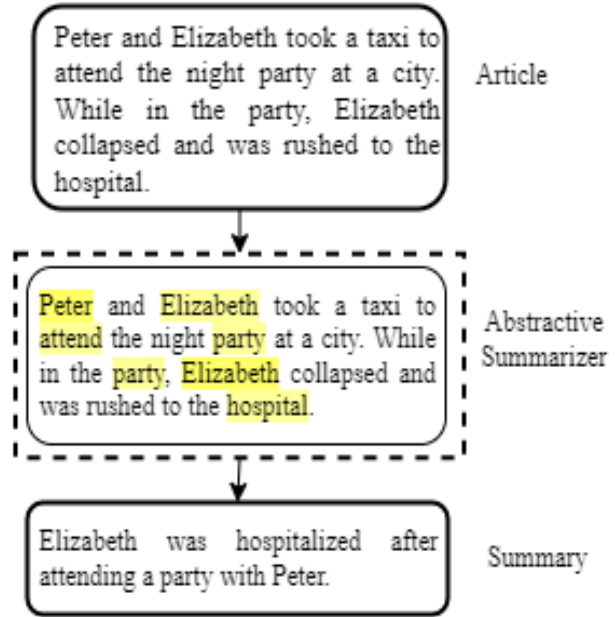 Peter and Elizabeth took a taxi to
attend the night party at a city.
While in the party, Elizabeth
collapsed and was rushed to the
hospital.
Article
Peter and Elizabeth took a taxi to
attend the night party at a city. While
in the party, Elizabeth collapsed and
was rushed to the hospital.
Abstractive
Summarizer
Elizabeth was hospitalized after
attending a party with Peter.
Summary